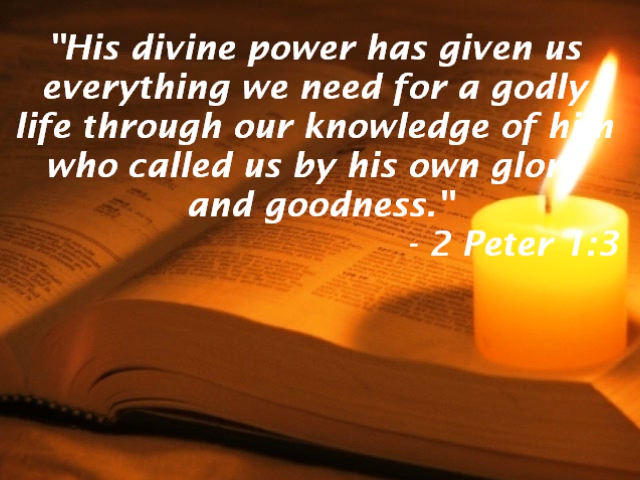 "His divine power has given us
everything we need for a godly
life through our knowledge of him
who called us by his own glory
and goodness."
- 2 Peter 1:3